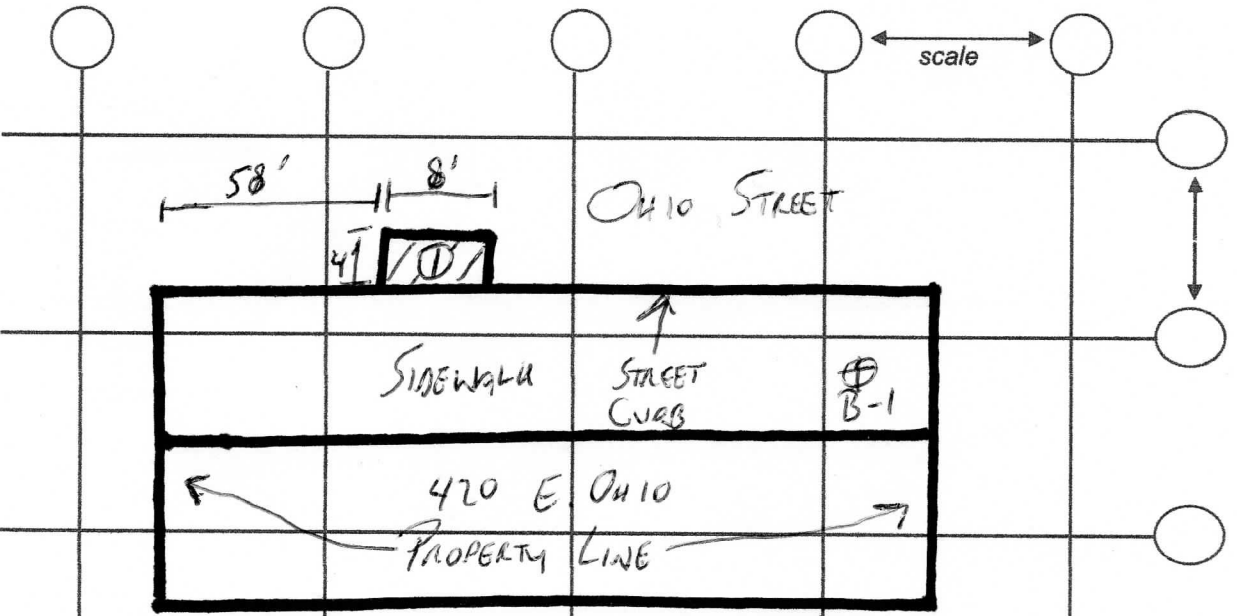 scale
58'
8'
OHIO STREET
4'
1
SIDEWALK
STREET
CURB
B-1
420 E. OHIO
PROPERTY LINE